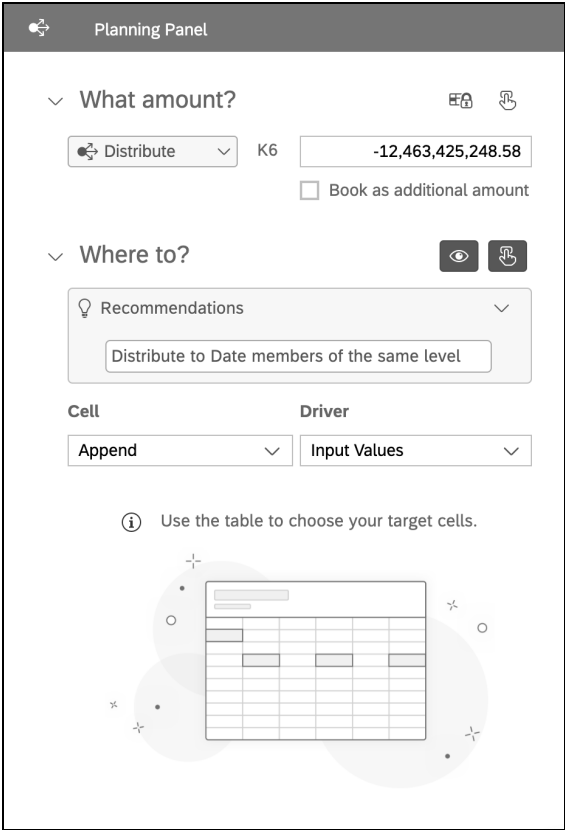 Planning Panel
What amount?
Distribute K6 -12,463,425,248.58
Book as additional amount
Where to?
Recommendations
Distribute to Date members of the same level
Cell Driver
Append Input Values
Use the table to choose your target cells.